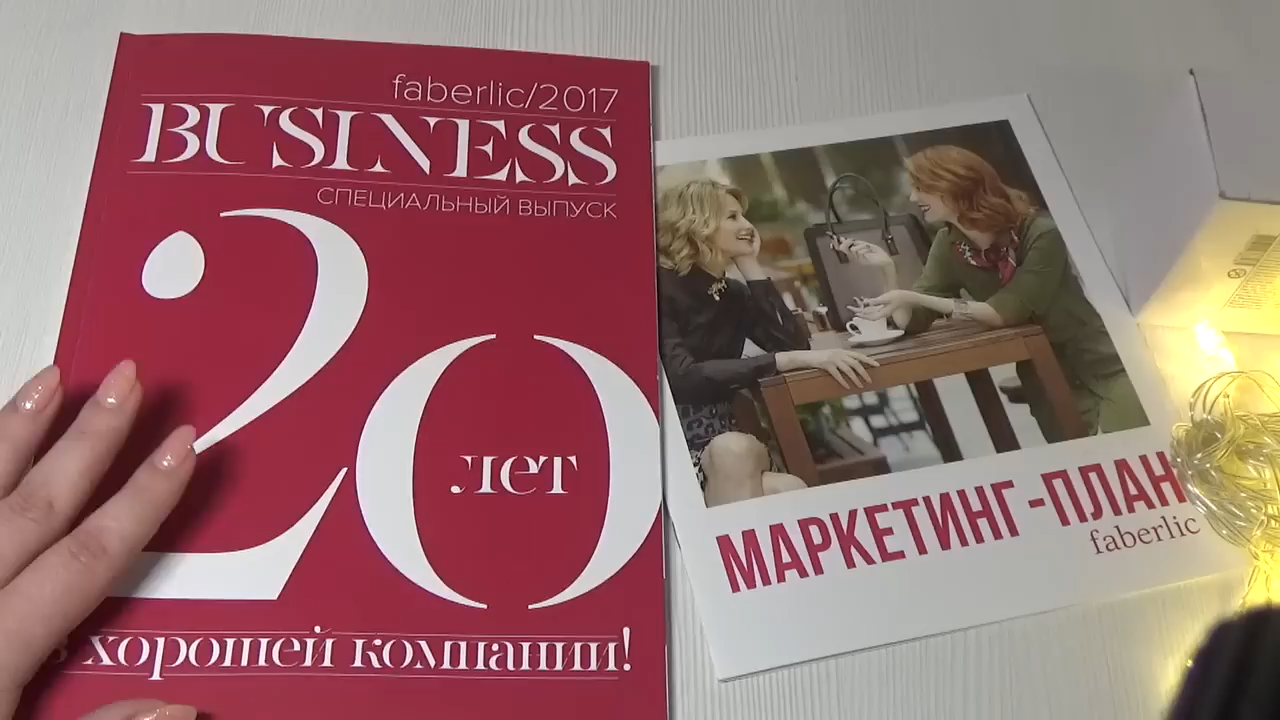 faberlic/2017
BUSINESS
СПЕЦИАЛЬНЫЙ ВЫПУСК
20
лет
в хорошей компании!
МАРКЕТИНГ-ПЛАН
faberlic